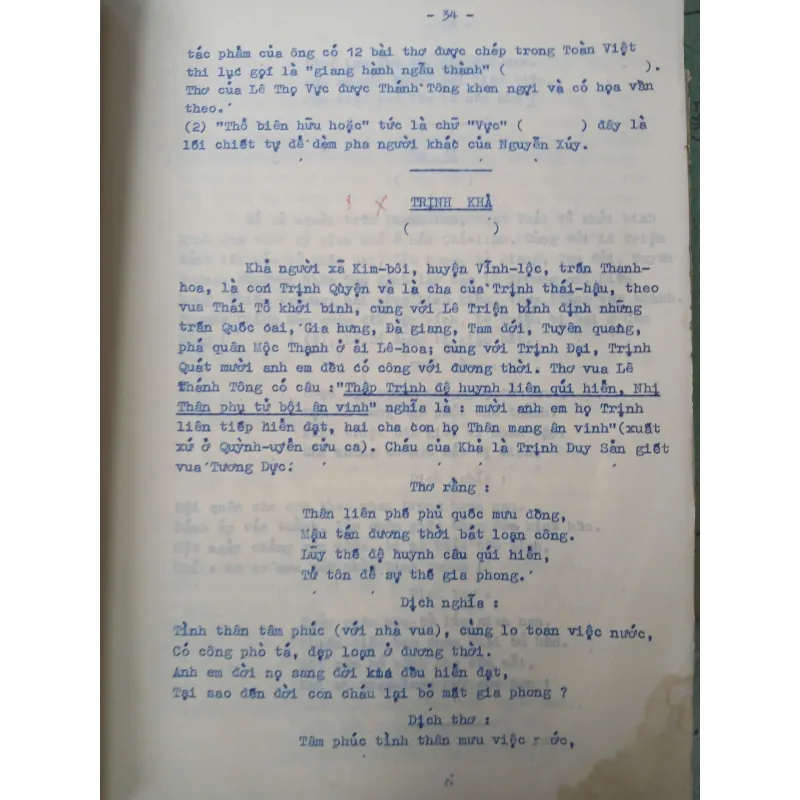 - 34 -
tác phẩm của ông có 12 bài thơ được chép trong Toàn Việt
thi lục gọi là "giang hành ngẫu thành" ( ).
Thơ của Lê Thọ Vực được Thánh Tông khen ngợi và có họa vần
theo.
(2) "Thổ biên hữu hoặc" tức là chữ "Vực" ( ) đây là
lối chiết tự để dèm pha người khác của Nguyễn Xúy.
! X TRỊNH KHẢ
( )
Khả người xã Kim-bôi, huyện Vĩnh-lộc, trấn Thanh-
hoa, là con Trịnh Quyện và là cha của Trịnh thái-hậu, theo
vua Thái Tổ khởi binh, cùng với Lê Triện bình định những
trấn Quốc oai, Gia hưng, Đà giang, Tam đới, Tuyên quang,
phá quân Mộc Thạnh ở ải Lê-hoa; cùng với Trịnh Đại, Trịnh
Quát mười anh em đều có công với đương thời. Thơ vua Lê
Thánh Tông có câu :"Thập Trịnh đệ huynh liên qúi hiển, Nhị
Thân phụ tử bội ân vinh" nghĩa là : mười anh em họ Trịnh
liên tiếp hiển đạt, hai cha con họ Thân mang ân vinh"(xuất
xứ ở Quỳnh-uyển cửu ca). Cháu của Khả là Trịnh Duy Sản giết
vua Tương Dực.
Thơ rằng :
Thân liên phế phủ quốc mưu đồng,
Mậu tán đương thời bát loạn công.
Lũy thế đệ huynh câu qúi hiển,
Tử tôn để sự thế gia phong.
Dịch nghĩa :
Tình thân tâm phúc (với nhà vua), cùng lo toan việc nước,
Có công phò tá, đẹp loạn ở đương thời.
Anh em đời nọ sang đời khá đều hiển đạt,
Tại sao đến đời con cháu lại bỏ mất gia phong ?
Dịch thơ :
Tâm phúc tình thân mưu việc nước,